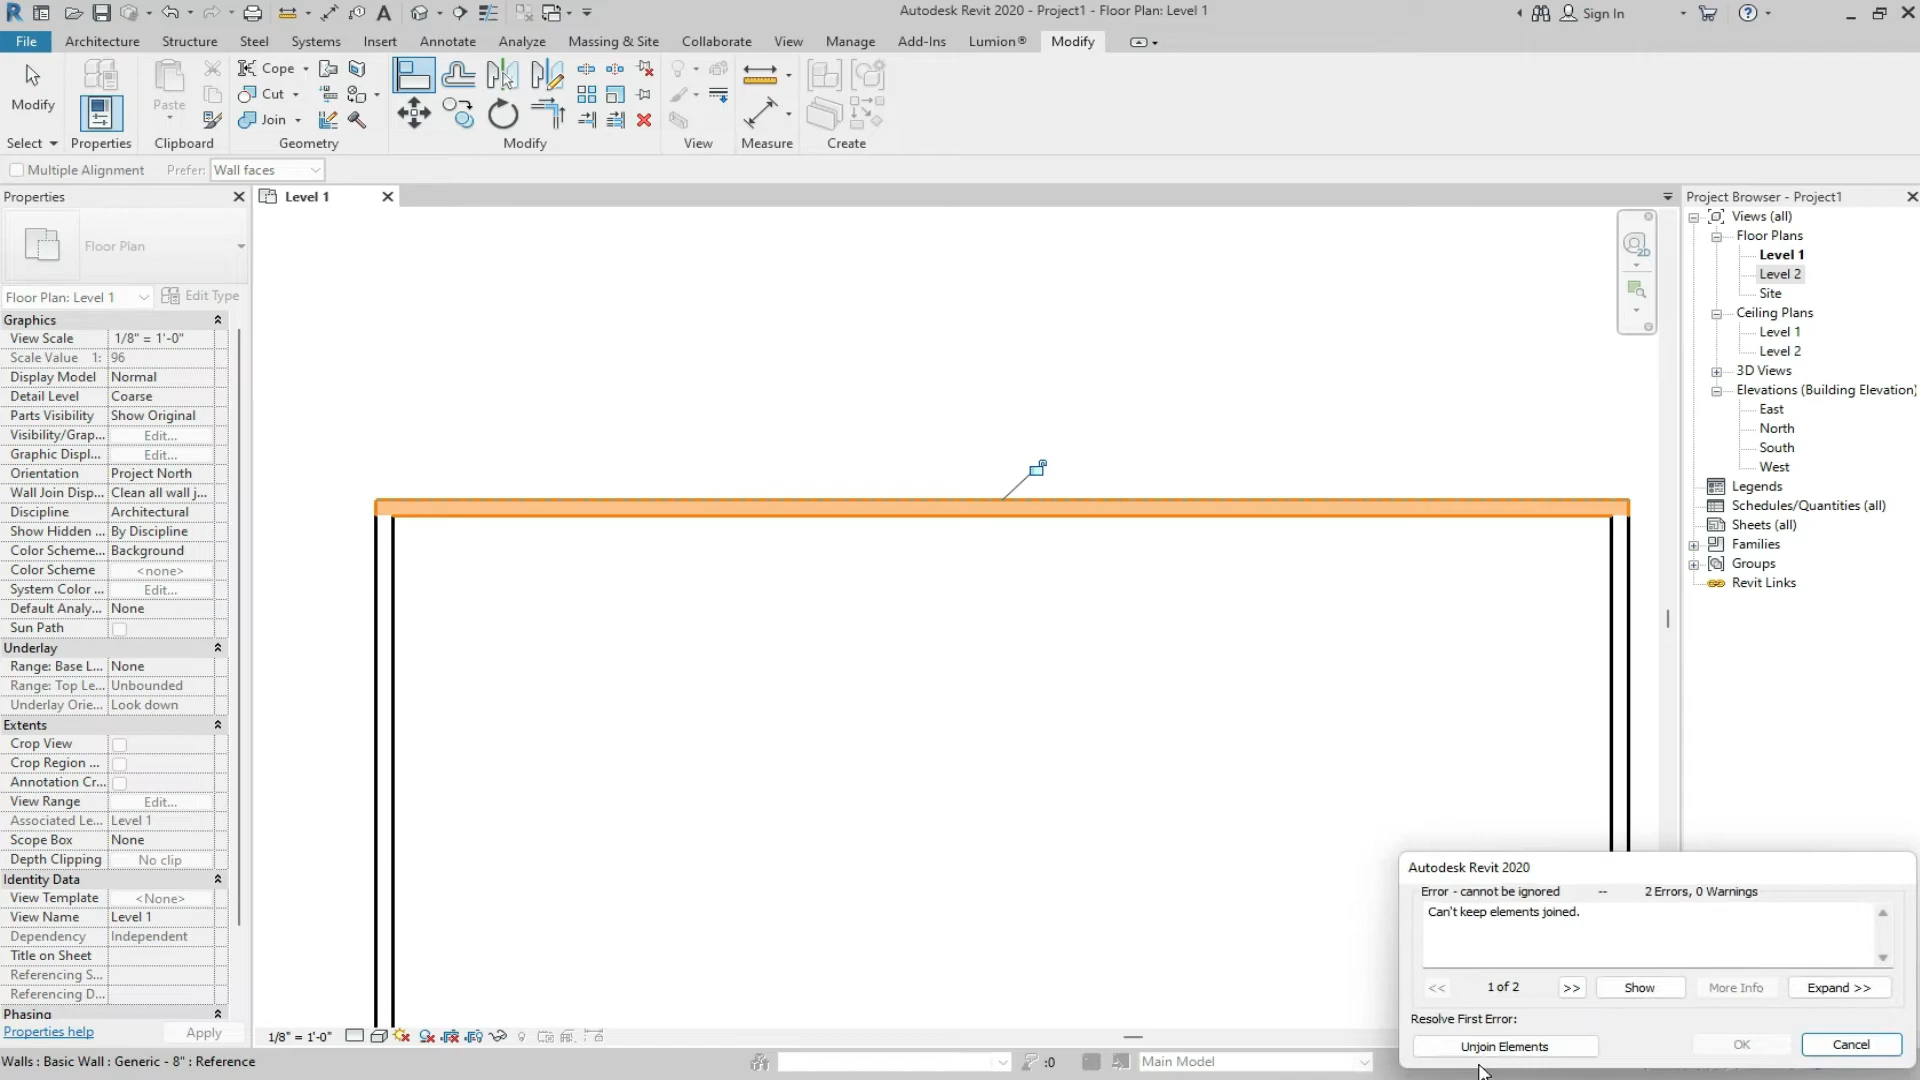 Autodesk Revit 2020 - Project1 - Floor Plan: Level 1
Sign In
File Architecture Structure Steel Systems Insert Annotate Analyze Massing & Site Collaborate View Manage Add-Ins Lumion® Modify
Cope
Cut
Join
Modify
Paste
Select Properties Clipboard Geometry Modify View Measure Create
Multiple Alignment Prefer: Wall faces
Properties
Floor Plan
Floor Plan: Level 1 Edit Type
Graphics
View Scale 1/8" = 1'-0"
Scale Value 1: 96
Display Model Normal
Detail Level Coarse
Parts Visibility Show Original
Visibility/Grap... Edit...
Graphic Displ... Edit...
Orientation Project North
Wall Join Disp... Clean all wall j...
Discipline Architectural
Show Hidden ... By Discipline
Color Scheme... Background
Color Scheme <none>
System Color ... Edit...
Default Analy... None
Sun Path
Underlay
Range: Base L... None
Range: Top Le... Unbounded
Underlay Orie... Look down
Extents
Crop View
Crop Region ...
Annotation Cr...
View Range Edit...
Associated Le... Level 1
Scope Box None
Depth Clipping No clip
Identity Data
View Template <None>
View Name Level 1
Dependency Independent
Title on Sheet
Referencing S...
Referencing D...
Phasing
Properties help Apply
Level 1
2D
1/8" = 1'-0"
Project Browser - Project1
Views (all)
Floor Plans
Level 1
Level 2
Site
Ceiling Plans
Level 1
Level 2
3D Views
Elevations (Building Elevation)
East
North
South
West
Legends
Schedules/Quantities (all)
Sheets (all)
Families
Groups
Revit Links
Autodesk Revit 2020
Error - cannot be ignored -- 2 Errors, 0 Warnings
Can't keep elements joined.
<< 1 of 2 >> Show More Info Expand >>
Resolve First Error:
Unjoin Elements OK Cancel
Walls : Basic Wall : Generic - 8" : Reference
:0 Main Model